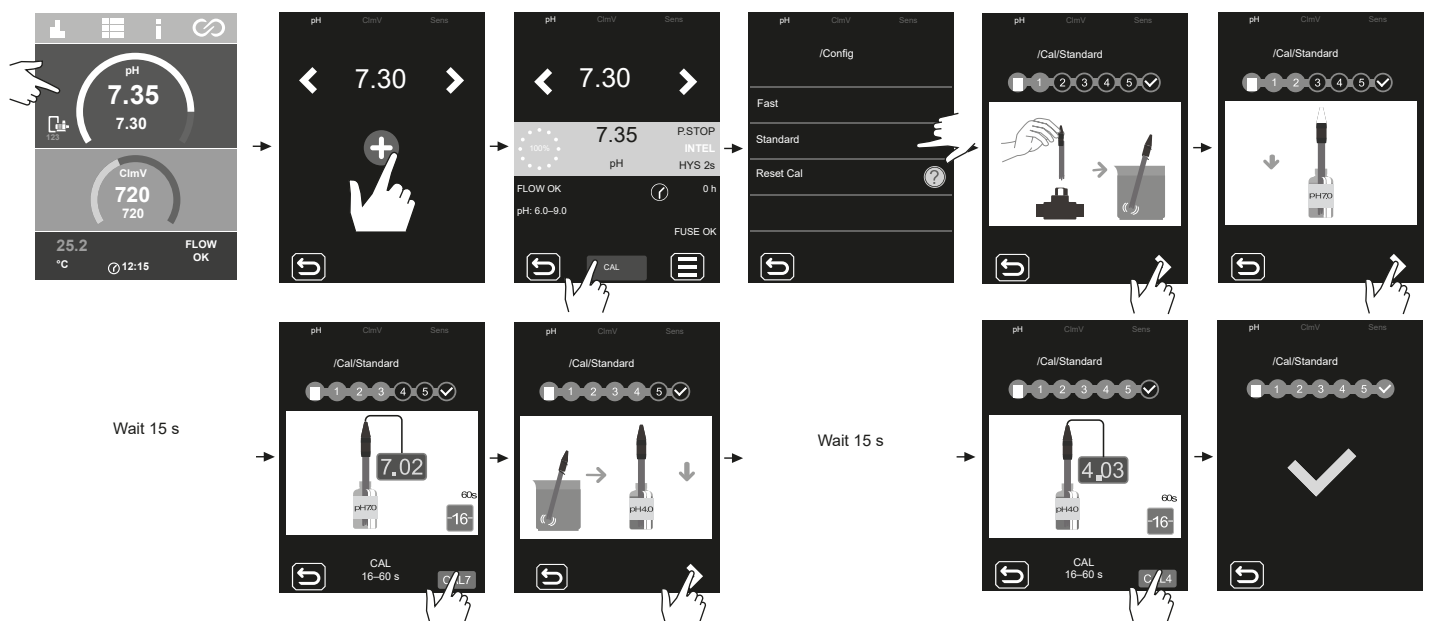 pH
7.35
7.30
123
ClmV
720
720
25.2
°C
12:15
FLOW
OK
pH ClmV Sens
7.30
pH ClmV Sens
7.30
100%
7.35
pH
P.STOP
INTEL
HYS 2s
FLOW OK
0 h
pH: 6.0–9.0
FUSE OK
CAL
pH ClmV Sens
/Config
Fast
Standard
Reset Cal
?
pH ClmV Sens
/Cal/Standard
1 2 3 4 5
pH ClmV Sens
/Cal/Standard
1 2 3 4 5
PH7.0
Wait 15 s
pH ClmV Sens
/Cal/Standard
1 2 3 4 5
7.02
pH7.0
60s
-16-
CAL
16–60 s
CAL7
pH ClmV Sens
/Cal/Standard
1 2 3 4 5
pH4.0
Wait 15 s
pH ClmV Sens
/Cal/Standard
1 2 3 4 5
4.03
pH4.0
60s
-16-
CAL
16–60 s
CAL4
pH ClmV Sens
/Cal/Standard
1 2 3 4 5